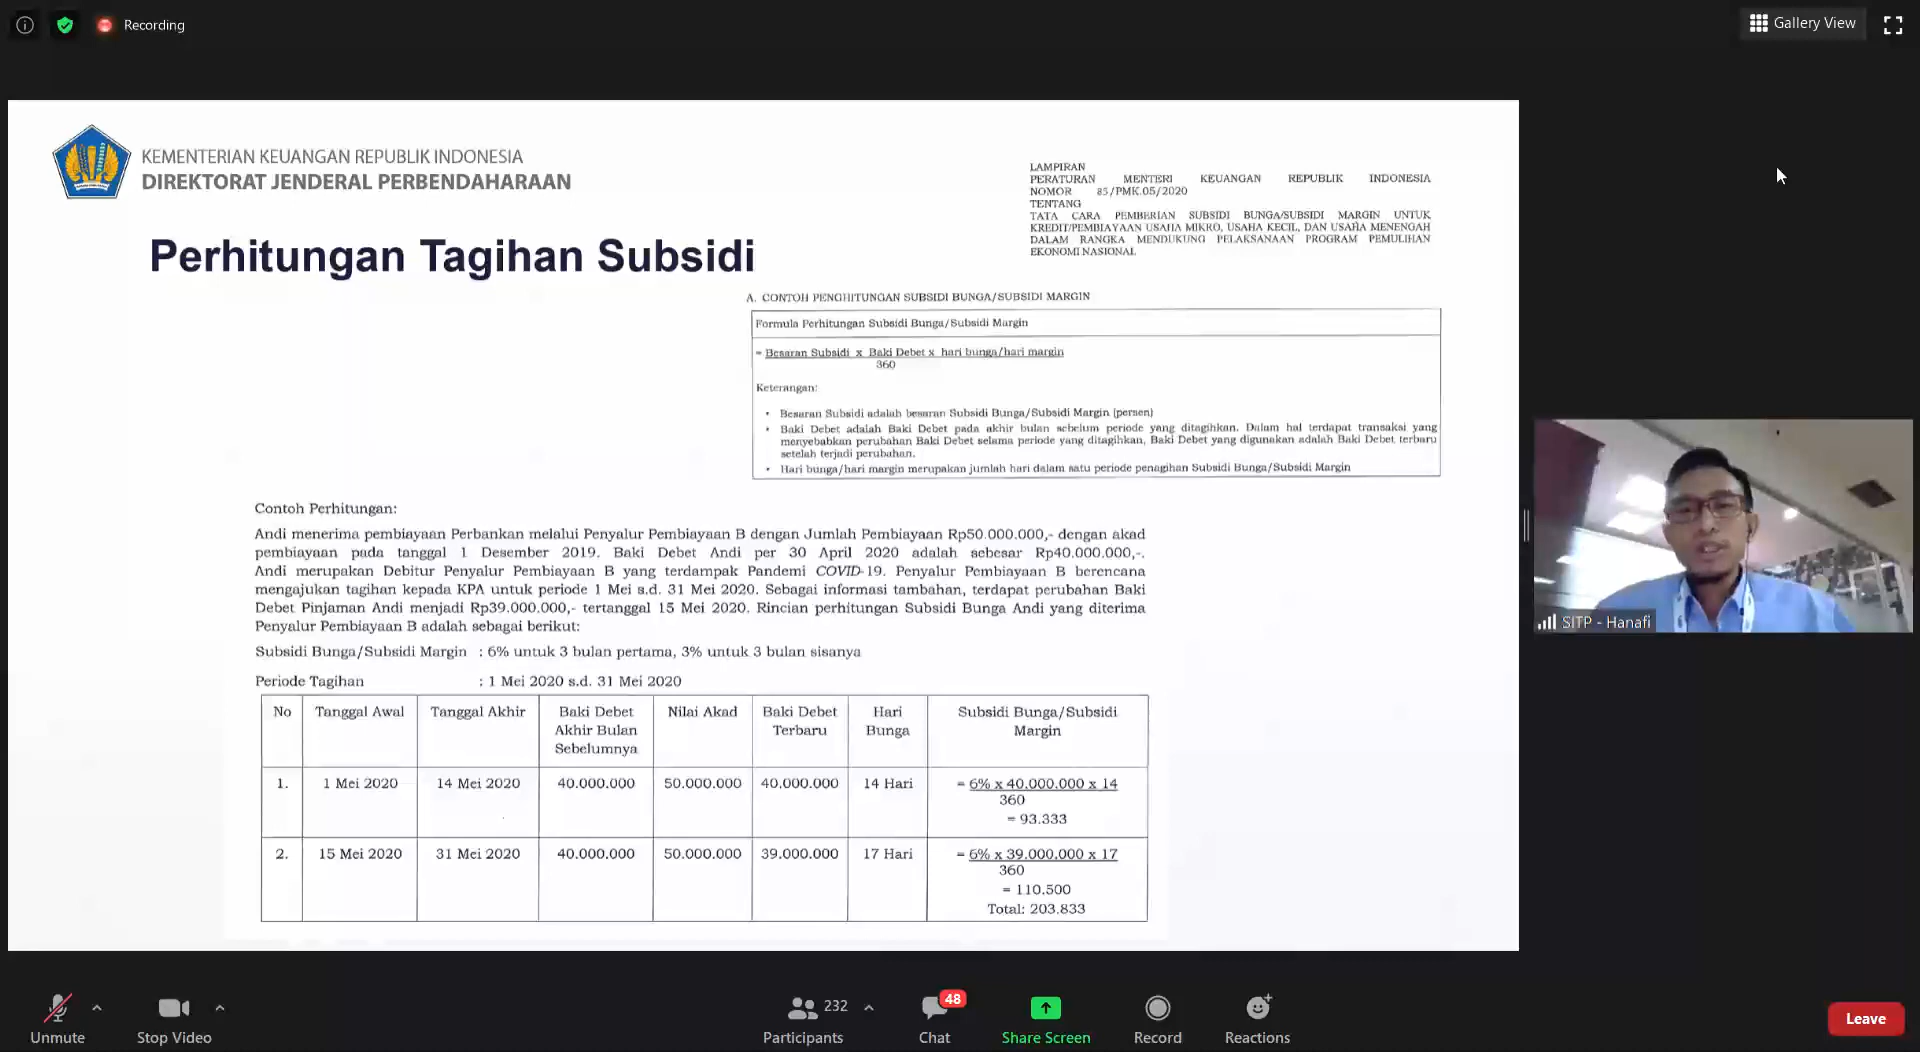 Recording
Gallery View
KEMENTERIAN KEUANGAN REPUBLIK INDONESIA
DIREKTORAT JENDERAL PERBENDAHARAAN
LAMPIRAN
PERATURAN MENTERI KEUANGAN REPUBLIK INDONESIA
NOMOR 85/PMK.05/2020
TENTANG
TATA CARA PEMBERIAN SUBSIDI BUNGA/SUBSIDI MARGIN UNTUK
KREDIT/PEMBIAYAAN USAHA MIKRO, USAHA KECIL, DAN USAHA MENENGAH
DALAM RANGKA MENDUKUNG PELAKSANAAN PROGRAM PEMULIHAN
EKONOMI NASIONAL
Perhitungan Tagihan Subsidi
A. CONTOH PENGHITUNGAN SUBSIDI BUNGA/SUBSIDI MARGIN
Formula Perhitungan Subsidi Bunga/Subsidi Margin
= Besaran Subsidi x Baki Debet x hari bunga/hari margin
360
Keterangan:
• Besaran Subsidi adalah besaran Subsidi Bunga/Subsidi Margin (persen)
• Baki Debet adalah Baki Debet pada akhir bulan sebelum periode yang ditagihkan. Dalam hal terdapat transaksi yang
menyebabkan perubahan Baki Debet selama periode yang ditagihkan, Baki Debet yang digunakan adalah Baki Debet terbaru
setelah terjadi perubahan.
• Hari bunga/hari margin merupakan jumlah hari dalam satu periode penagihan Subsidi Bunga/Subsidi Margin
Contoh Perhitungan:
Andi menerima pembiayaan Perbankan melalui Penyalur Pembiayaan B dengan Jumlah Pembiayaan Rp50.000.000,- dengan akad
pembiayaan pada tanggal 1 Desember 2019. Baki Debet Andi per 30 April 2020 adalah sebesar Rp40.000.000,-.
Andi merupakan Debitur Penyalur Pembiayaan B yang terdampak Pandemi COVID-19. Penyalur Pembiayaan B berencana
mengajukan tagihan kepada KPA untuk periode 1 Mei s.d. 31 Mei 2020. Sebagai informasi tambahan, terdapat perubahan Baki
Debet Pinjaman Andi menjadi Rp39.000.000,- tertanggal 15 Mei 2020. Rincian perhitungan Subsidi Bunga Andi yang diterima
Penyalur Pembiayaan B adalah sebagai berikut:
Subsidi Bunga/Subsidi Margin : 6% untuk 3 bulan pertama, 3% untuk 3 bulan sisanya
Periode Tagihan : 1 Mei 2020 s.d. 31 Mei 2020
No Tanggal Awal Tanggal Akhir Baki Debet Nilai Akad Baki Debet Hari Subsidi Bunga/Subsidi
Akhir Bulan Terbaru Bunga Margin
Sebelumnya
1. 1 Mei 2020 14 Mei 2020 40.000.000 50.000.000 40.000.000 14 Hari = 6% x 40.000.000 x 14
360
= 93.333
2. 15 Mei 2020 31 Mei 2020 40.000.000 50.000.000 39.000.000 17 Hari = 6% x 39.000.000 x 17
360
= 110.500
Total: 203.833
SITP - Hanafi
Unmute
Stop Video
232
Participants
48
Chat
Share Screen
Record
Reactions
Leave